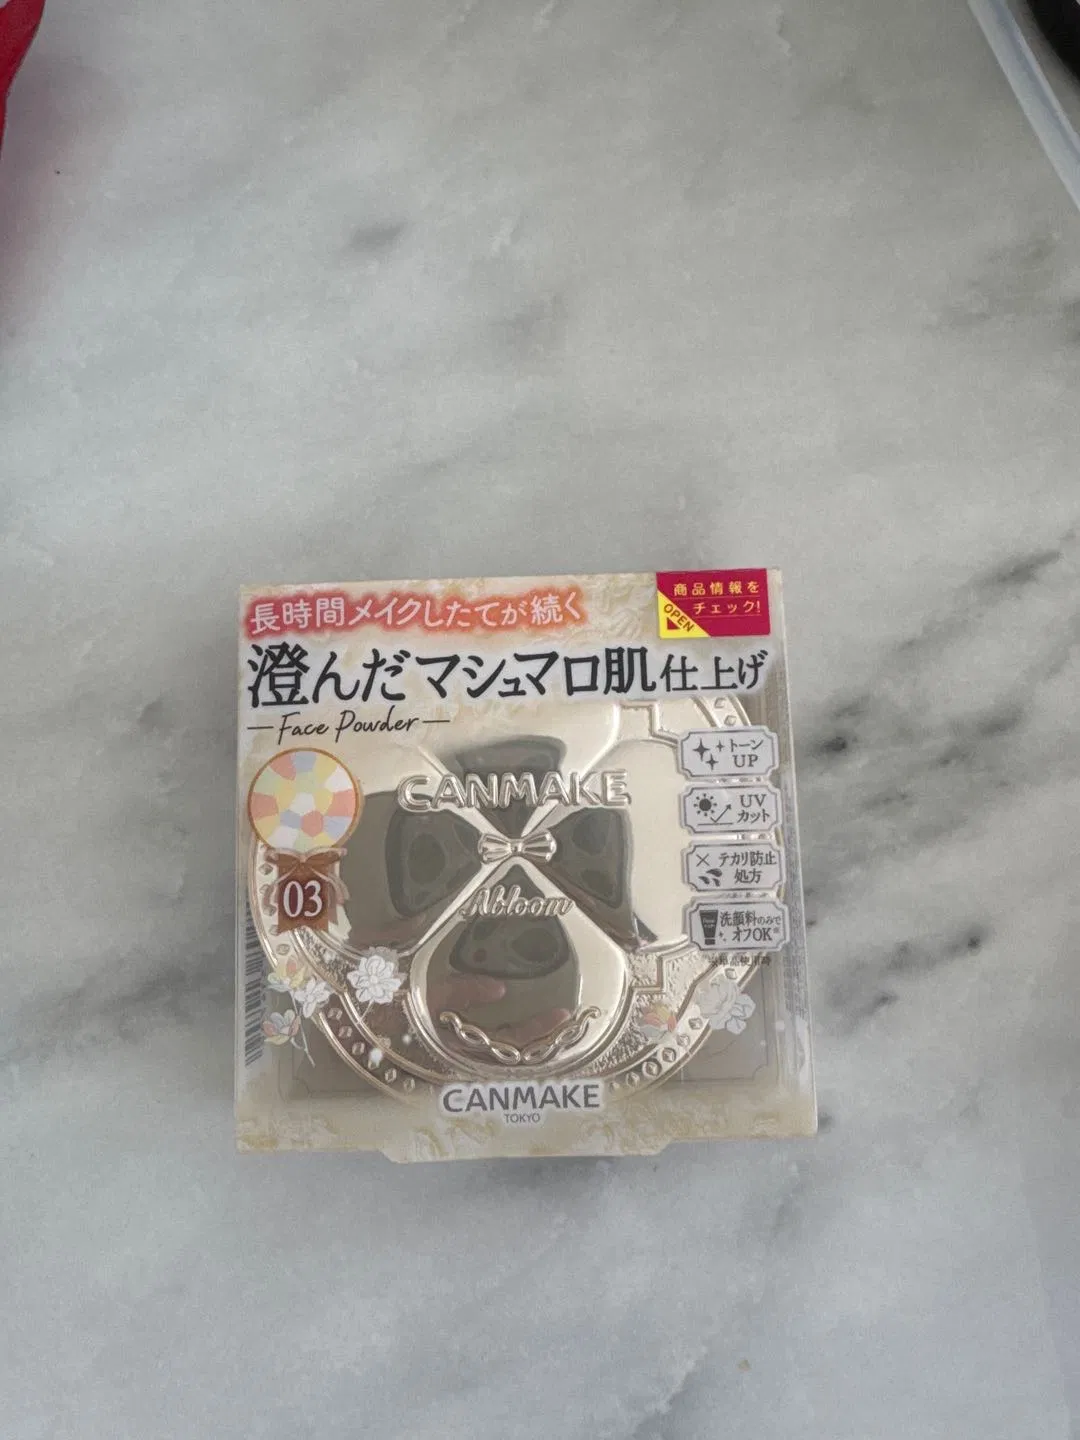 長時間メイクしたてが続く
商品情報を
チェック!
OPEN
澄んだマシュマロ肌仕上げ
Face Powder
トーン
UP
CANMAKE
UV
カット
テカリ防止
処方
03
Abloom
洗顔料のみで
オフOK
CANMAKE
TOKYO